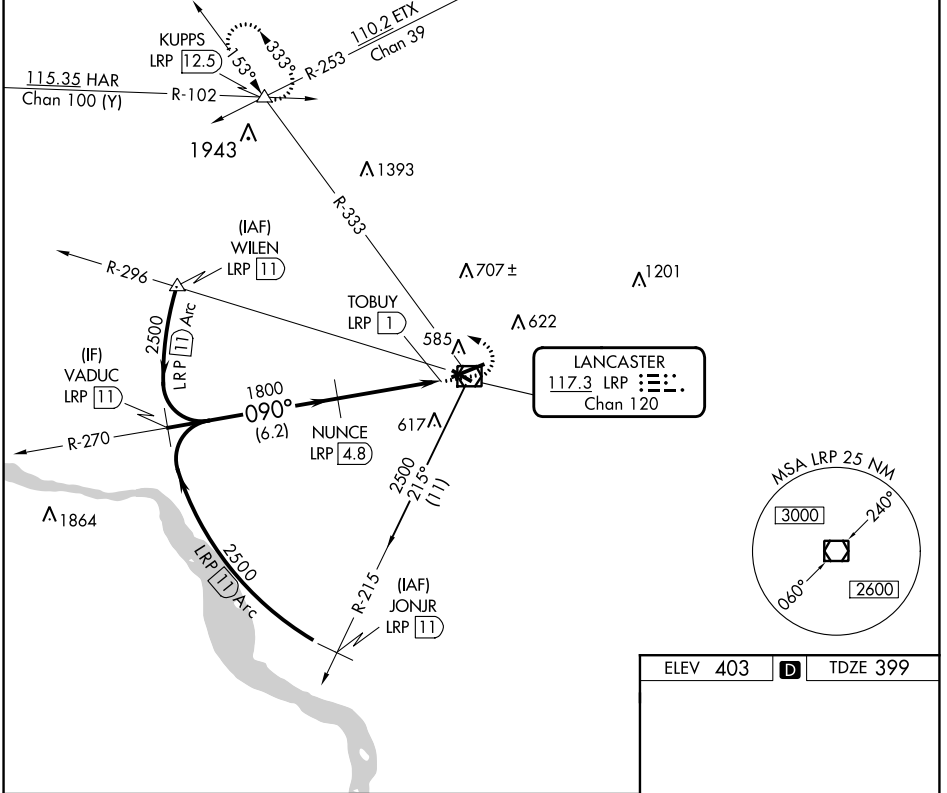 KUPPS
LRP 12.5
153°
333°
R-253
110.2 ETX
Chan 39
115.35 HAR
Chan 100 (Y)
R-102
1943
1393
R-333
(IAF)
WILEN
LRP 11
R-296
707 ±
1201
TOBUY
LRP 1
622
585
2500
LRP 11 Arc
(IF)
VADUC
LRP 11
LANCASTER
117.3 LRP
Chan 120
1800
090°
(6.2)
NUNCE
LRP 4.8
617
R-270
2500
215°
(11)
MSA LRP 25 NM
3000
240°
060°
2600
1864
2500
LRP 11 Arc
R-215
(IAF)
JONJR
LRP 11
ELEV 403 D TDZE 399